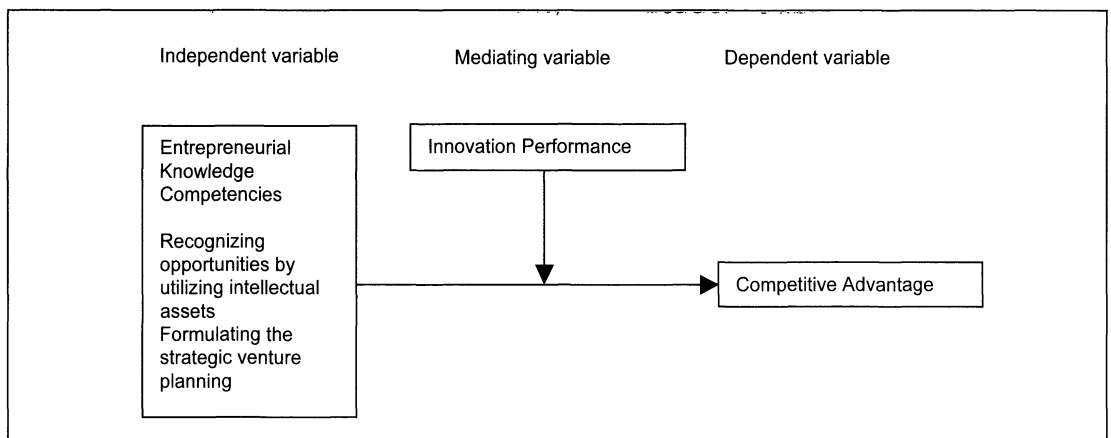 Independent variable
Mediating variable
Dependent variable
Entrepreneurial
Knowledge
Competencies
Recognizing
opportunities by
utilizing intellectual
assets
Formulating the
strategic venture
planning
Innovation Performance
Competitive Advantage